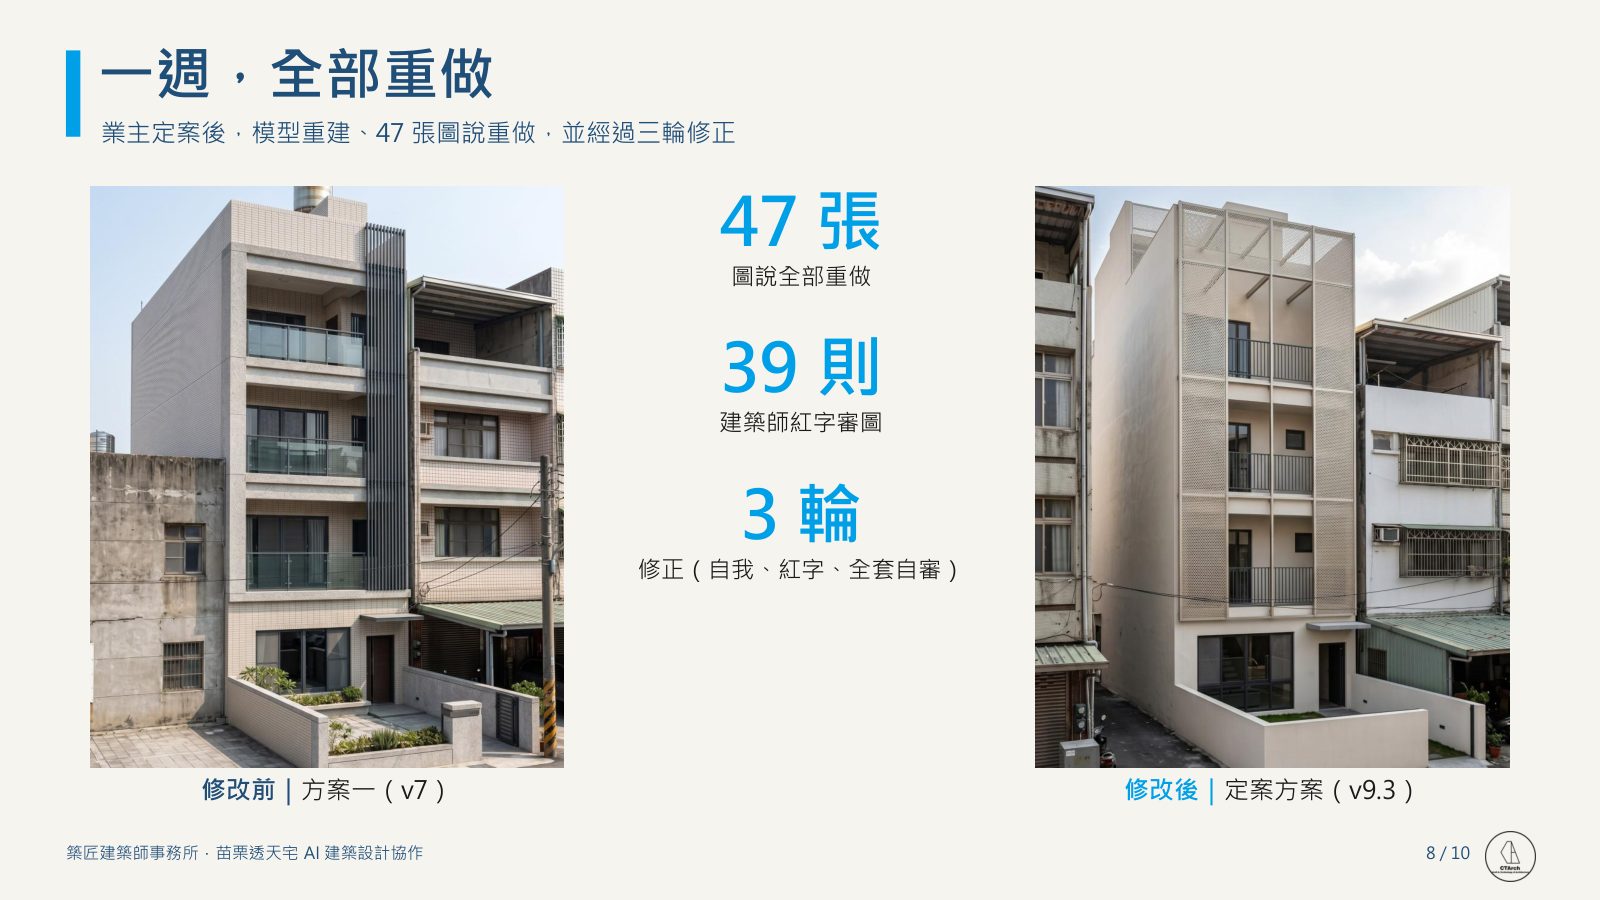 一週，全部重做
業主定案後，模型重建、47 張圖說重做，並經過三輪修正
47 張
圖說全部重做
39 則
建築師紅字審圖
3 輪
修正（自我、紅字、全套自審）
修改前｜方案一（v7）
修改後｜定案方案（v9.3）
築匠建築師事務所．苗栗透天宅 AI 建築設計協作
8 / 10
CTArch